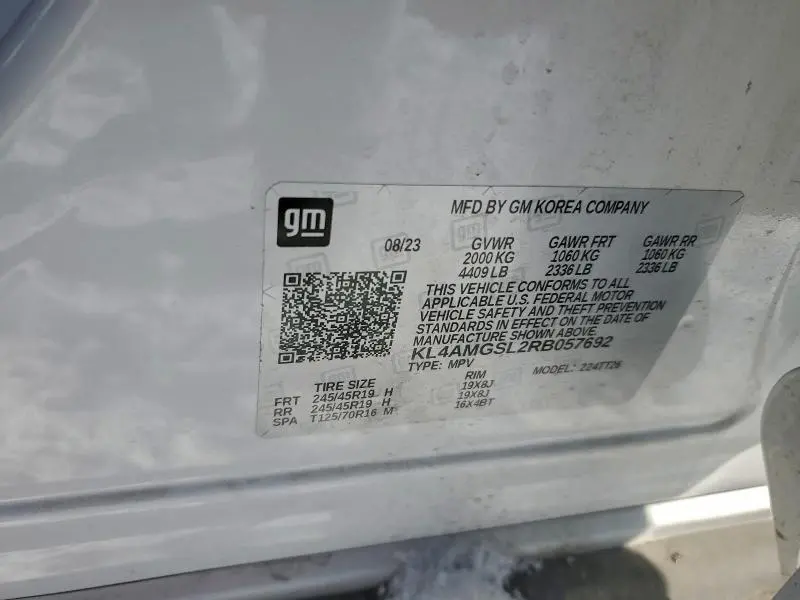 gm
MFD BY GM KOREA COMPANY
08/23 GVWR GAWR FRT GAWR RR
2000 KG 1060 KG 1060 KG
4409 LB 2336 LB 2336 LB
THIS VEHICLE CONFORMS TO ALL
APPLICABLE U.S. FEDERAL MOTOR
VEHICLE SAFETY AND THEFT PREVENTION
STANDARDS IN EFFECT ON THE DATE OF
MANUFACTURE SHOWN ABOVE.
KL4AMGSL2RB057692
TYPE: MPV MODEL: 224TT26
TIRE SIZE RIM
FRT 245/45R19 H 19X8J
RR 245/45R19 H 19X8J
SPA T125/70R16 M 16X4BT